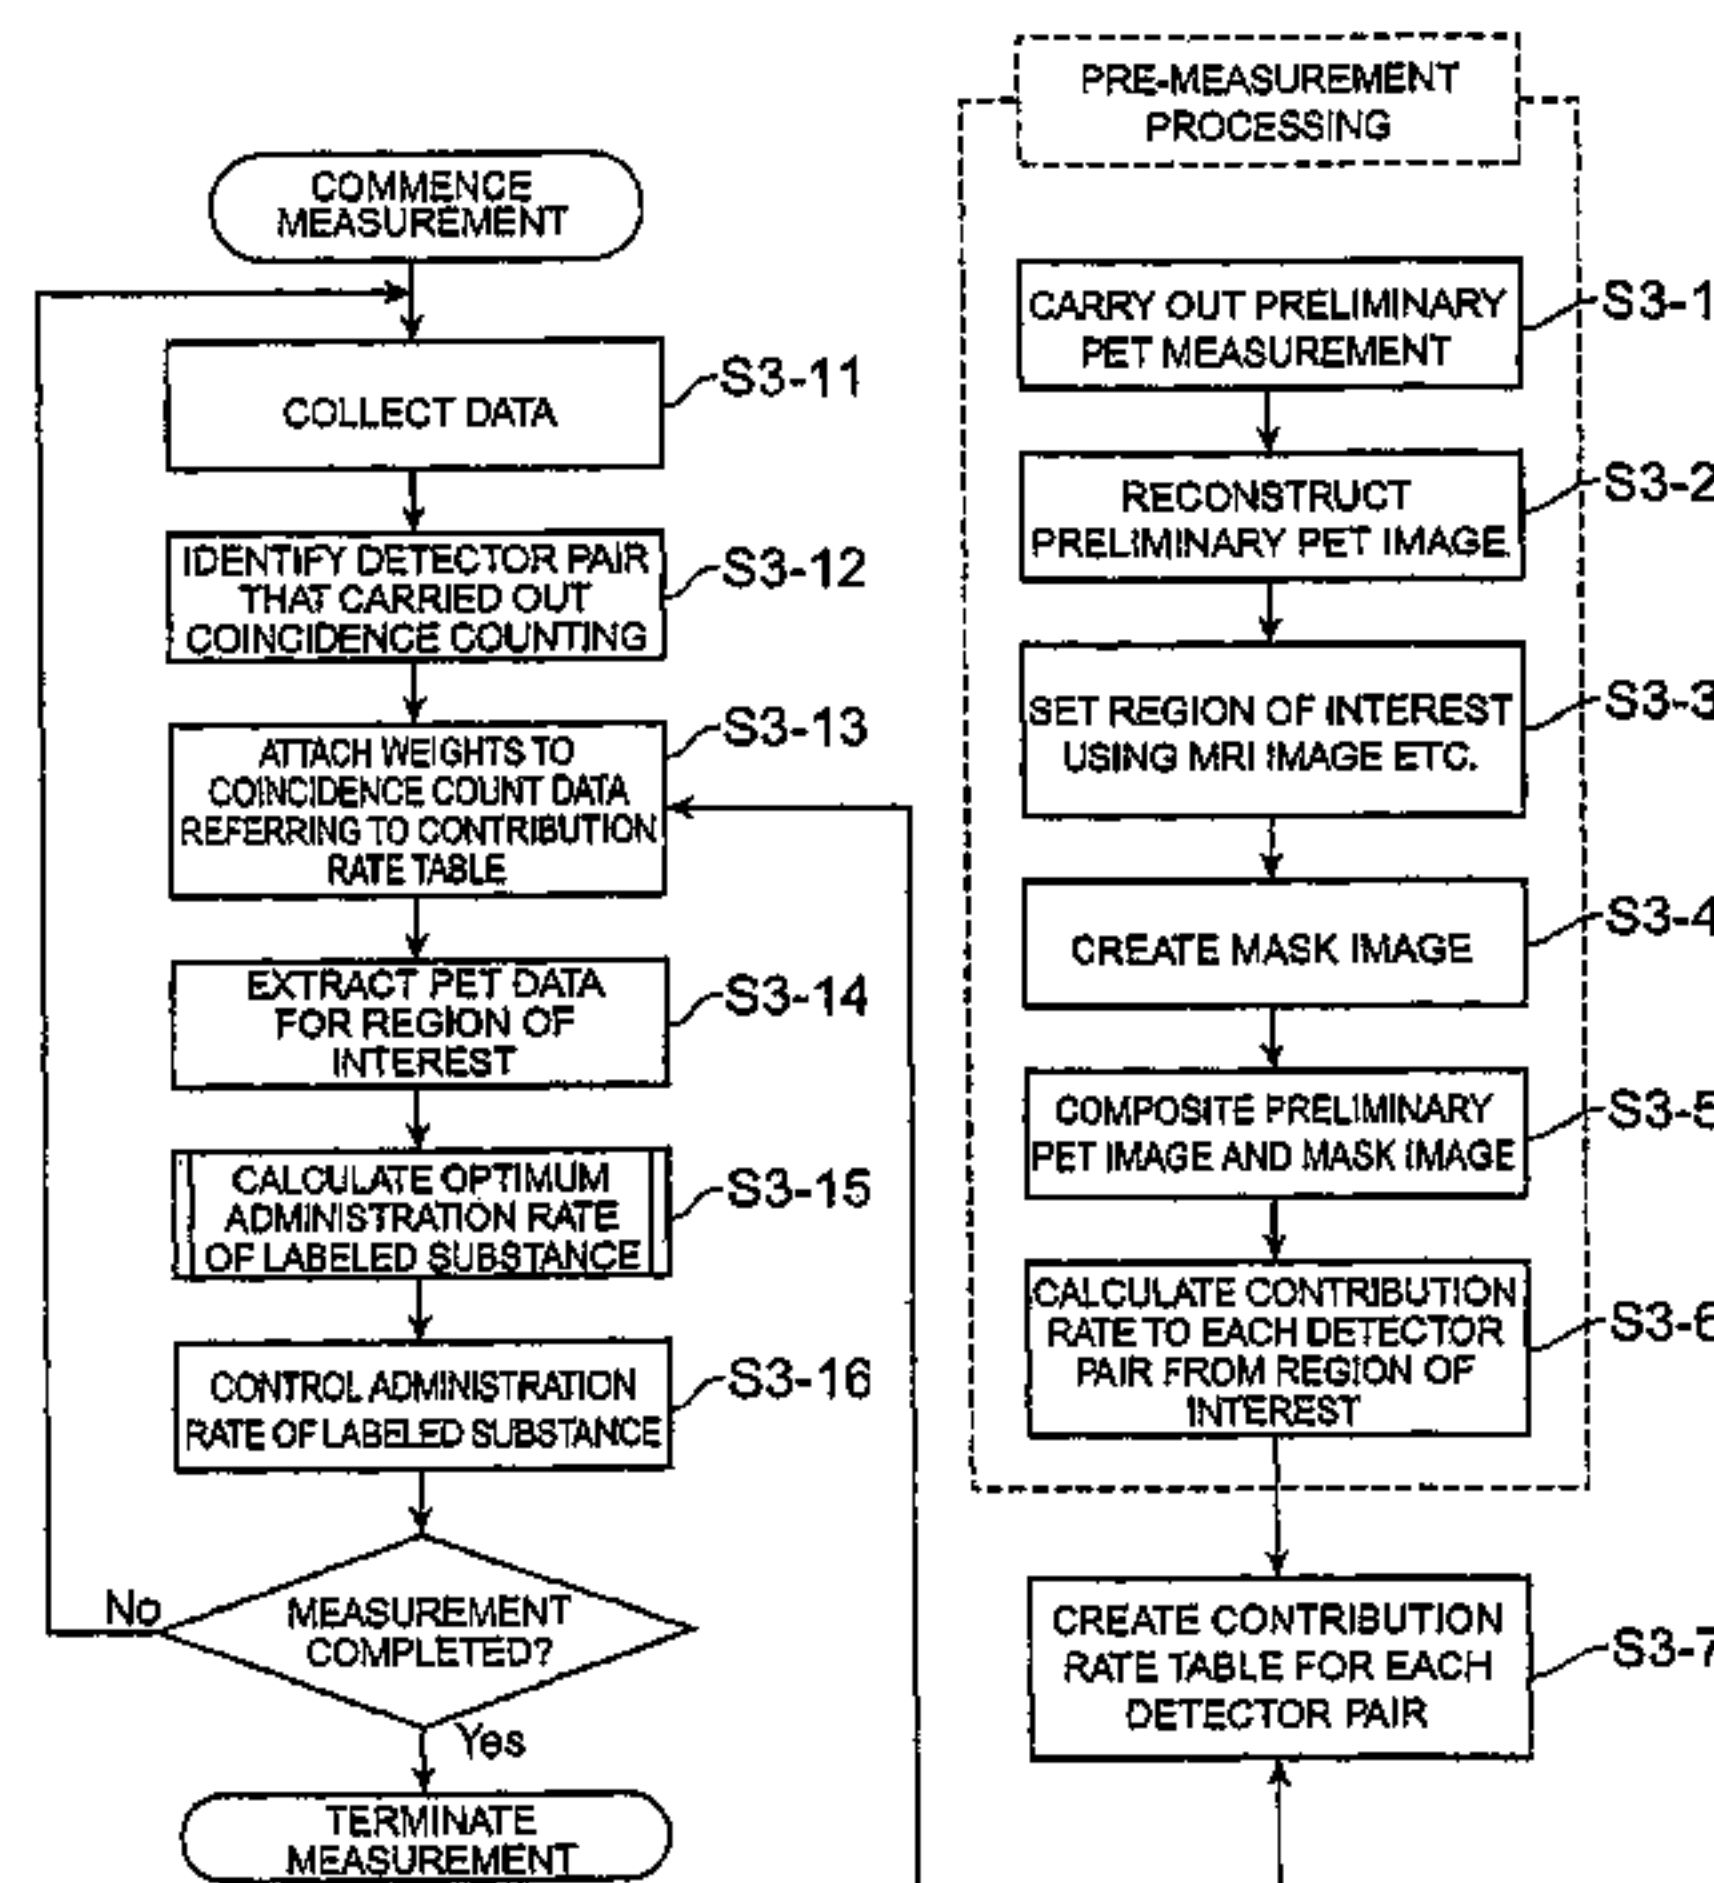 COMMENCE
MEASUREMENT
COLLECT DATA
S3-11
IDENTIFY DETECTOR PAIR
THAT CARRIED OUT
COINCIDENCE COUNTING
S3-12
ATTACH WEIGHTS TO
COINCIDENCE COUNT DATA
REFERRING TO CONTRIBUTION
RATE TABLE
S3-13
EXTRACT PET DATA
FOR REGION OF
INTEREST
S3-14
CALCULATE OPTIMUM
ADMINISTRATION RATE
OF LABELED SUBSTANCE
S3-15
CONTROL ADMINISTRATION
RATE OF LABELED SUBSTANCE
S3-16
No
MEASUREMENT
COMPLETED?
Yes
TERMINATE
MEASUREMENT
PRE-MEASUREMENT
PROCESSING
CARRY OUT PRELIMINARY
PET MEASUREMENT
S3-1
RECONSTRUCT
PRELIMINARY PET IMAGE
S3-2
SET REGION OF INTEREST
USING MRI IMAGE ETC.
S3-3
CREATE MASK IMAGE
S3-4
COMPOSITE PRELIMINARY
PET IMAGE AND MASK IMAGE
S3-5
CALCULATE CONTRIBUTION
RATE TO EACH DETECTOR
PAIR FROM REGION OF
INTEREST
S3-6
CREATE CONTRIBUTION
RATE TABLE FOR EACH
DETECTOR PAIR
S3-7